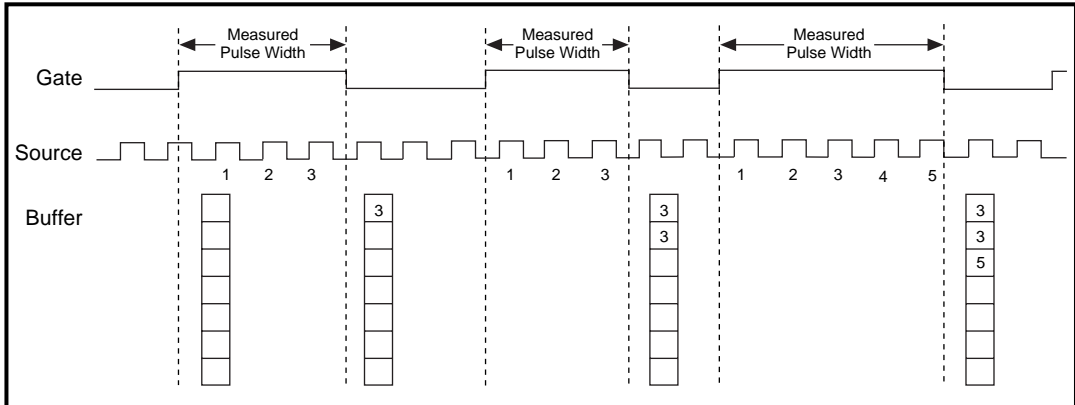 Measured
Pulse Width
Measured
Pulse Width
Measured
Pulse Width
Gate
Source
1 2 3 1 2 3 1 2 3 4 5
Buffer
3 3 3
3 3
5